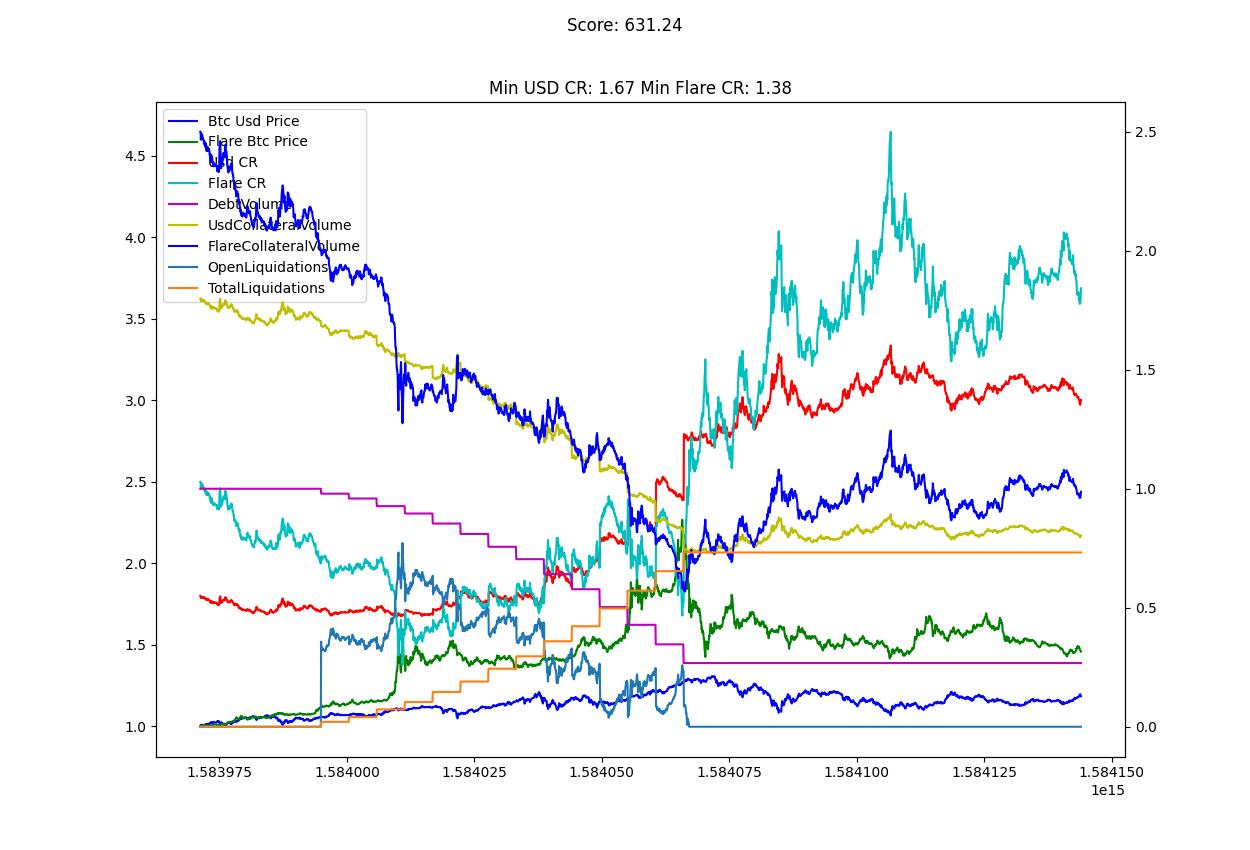 Score: 631.24
Min USD CR: 1.67 Min Flare CR: 1.38
Btc Usd Price
Flare Btc Price
Usd CR
Flare CR
DebtVolume
UsdCollateralVolume
FlareCollateralVolume
OpenLiquidations
TotalLiquidations
4.5
4.0
3.5
3.0
2.5
2.0
1.5
1.0
2.5
2.0
1.5
1.0
0.5
0.0
1.583975
1.584000
1.584025
1.584050
1.584075
1.584100
1.584125
1.584150
1e15